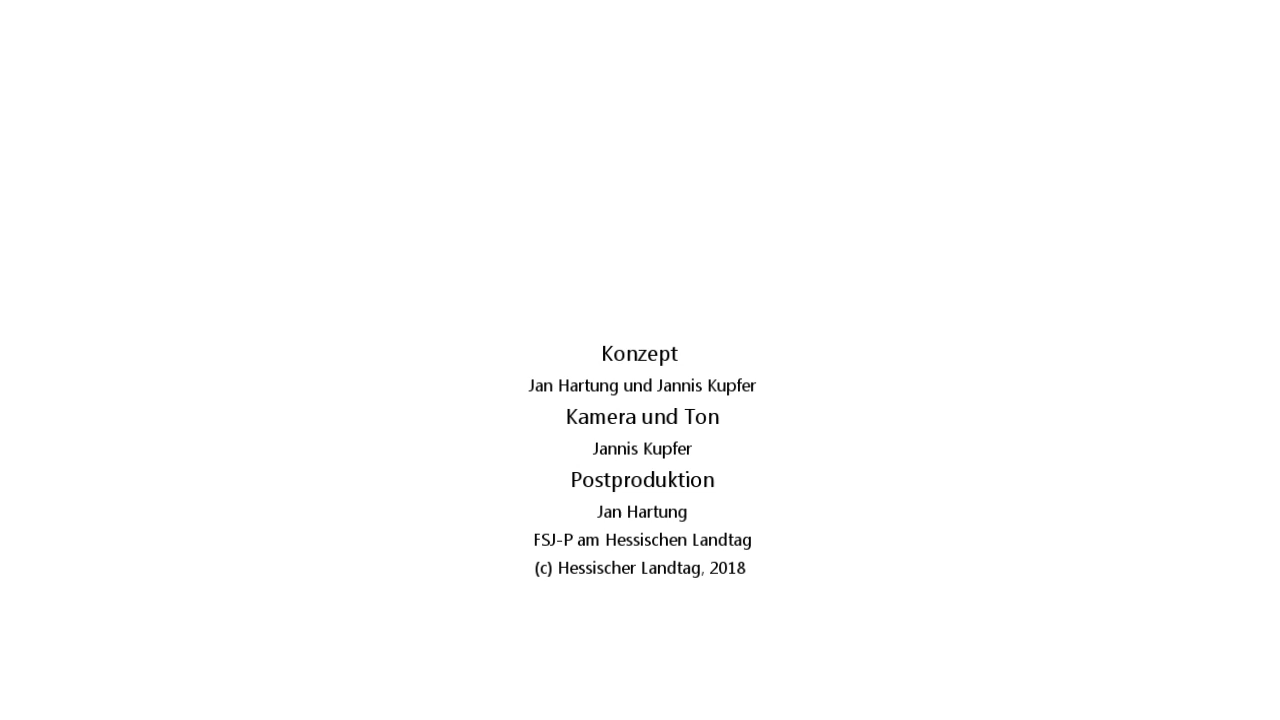 Konzept
Jan Hartung und Jannis Kupfer
Kamera und Ton
Jannis Kupfer
Postproduktion
Jan Hartung
FSJ-P am Hessischen Landtag
(c) Hessischer Landtag, 2018